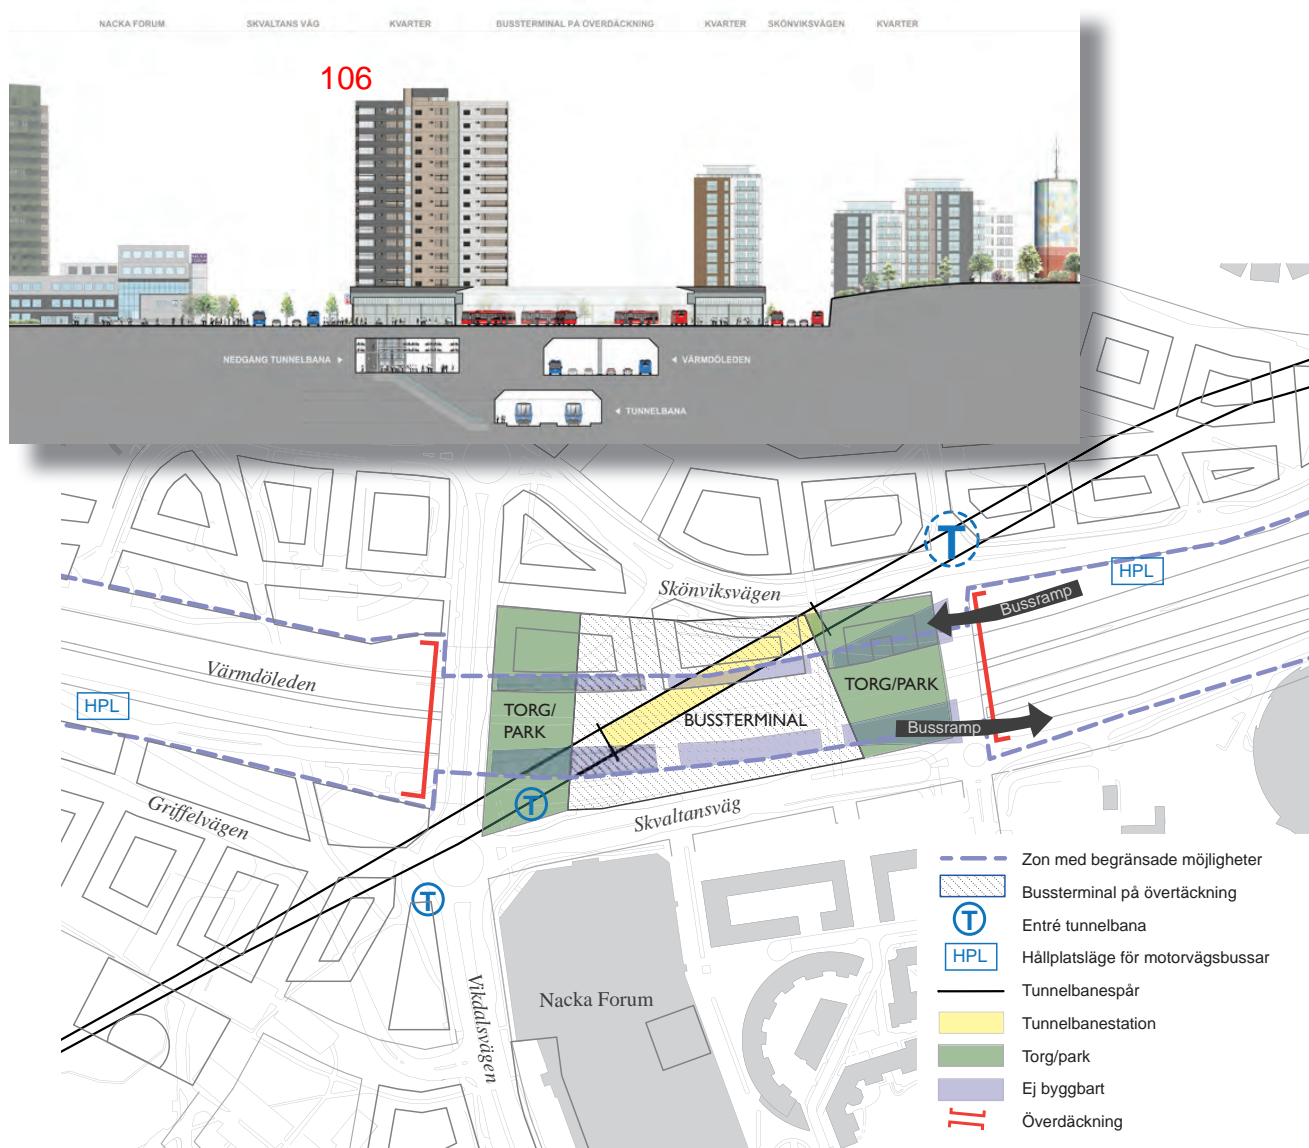 NACKA FORUM
SKVALTANS VÄG
KVARTER
BUSSTERMINAL PÅ ÖVERDÄCKNING
KVARTER
SKÖNVIKSVÄGEN
KVARTER
106
NEDGÅNG TUNNELBANA
VÄRMDÖLEDEN
TUNNELBANA
T
HPL
Skönviksvägen
Bussramp
Värmdöleden
HPL
TORG/PARK
TORG/
PARK
BUSSTERMINAL
Bussramp
T
Griffelvägen
Skvaltansväg
T
Vikdalsvägen
Nacka Forum
Zon med begränsade möjligheter
Bussterminal på övertäckning
T
Entré tunnelbana
HPL
Hållplatsläge för motorvägsbussar
Tunnelbanespår
Tunnelbanestation
Torg/park
Ej byggbart
Överdäckning